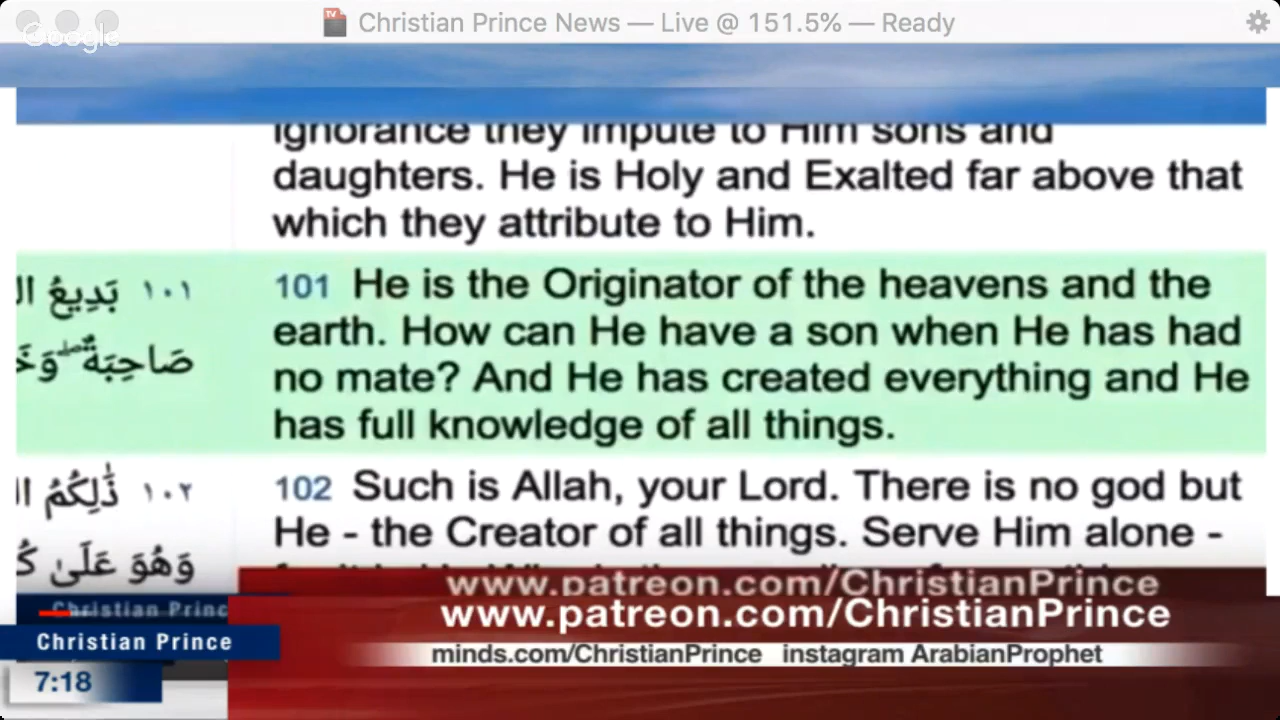 Christian Prince News — Live @ 151.5% — Ready
Google
ignorance they impute to Him sons and
daughters. He is Holy and Exalted far above that
which they attribute to Him.
بَدِيعُ ١٠١
صَاحِبَةٌ ۖ وَخَ
101 He is the Originator of the heavens and the
earth. How can He have a son when He has had
no mate? And He has created everything and He
has full knowledge of all things.
ذَٰلِكُمُ ١٠٢
وَهُوَ عَلَىٰ كُ
102 Such is Allah, your Lord. There is no god but
He - the Creator of all things. Serve Him alone -
www.patreon.com/ChristianPrince
www.patreon.com/ChristianPrince
minds.com/ChristianPrince instagram ArabianProphet
Christian Princ
Christian Prince
7:18